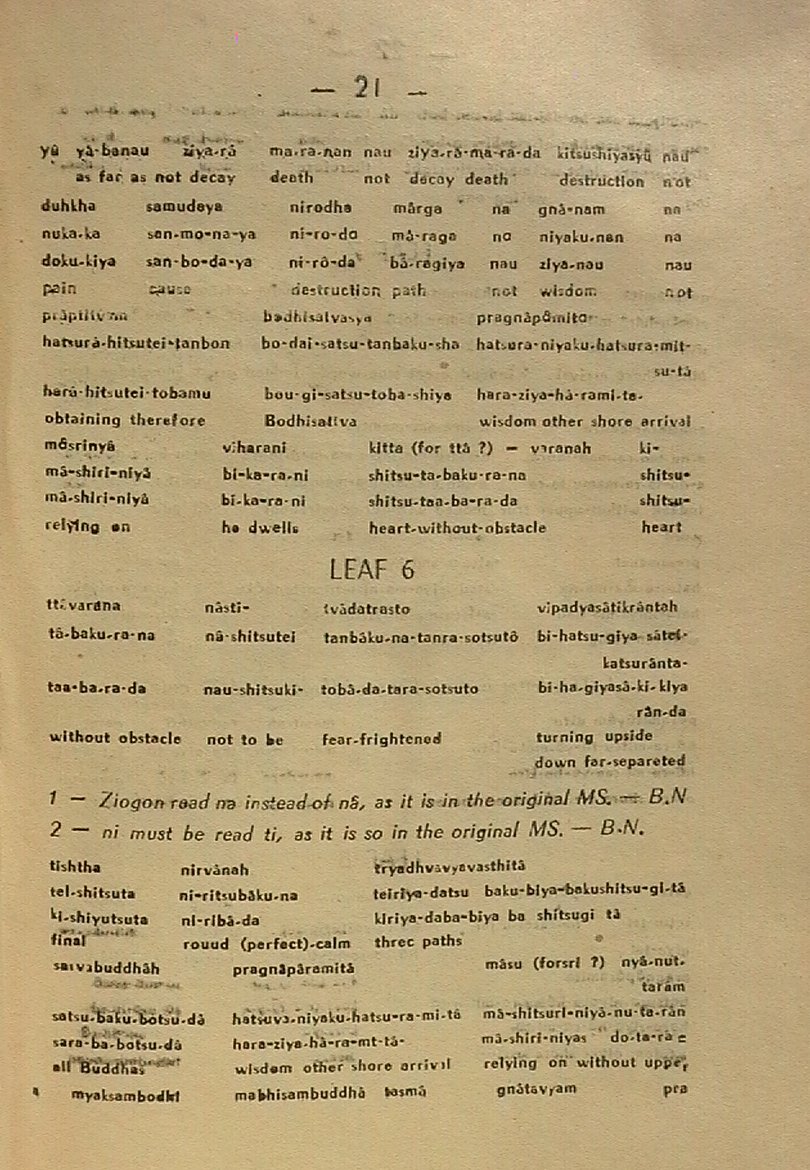 — 21 —
yû yâ-banau ziya-râ ma-ra-nan nau ziya-râ-ma-ra-da kitsushiyasyû nau
as far as not decay death not decay death destruction not
duhkha samudaya nirodha mârga na gnâ-nam na
nuka-ka san-mo-na-ya ni-ro-da mâ-raga na niyaku-nan na
doku-kiya san-bo-da-ya ni-rô-da bâ-ragiya nau ziya-nau nau
pain cause destruction path not wisdom not
bodhisatvasya
hatsurâ-hitsutei-tanbon bo-dai-satsu-tanbaku-sha hatsura-niyaku-hatsura-mit-
su-tâ
harâ-hitsutei-tobamu bou-gi-satsu-toba-shiya hara-ziya-hâ-rami-ta-
obtaining therefore Bodhisativa wisdom other shore arrival
mâsrinyâ viharani kitta (for ttâ ?) — varanah ki-
mâ-shiri-niyâ bi-ka-ra-ni shitsu-ta-baku-ra-na shitsu-
mâ-shiri-niyâ bi-ka-ra-ni shitsu-taa-ba-ra-da shitsu-
relying on he dwells heart-without-obstacle heart
LEAF 6
ttâvarana nâsti- tvâdatrasto vipadyasâtikrântah
tâ-baku-ra-na nâ-shitsutei tanbâku-na-tanra-sotsutô bi-hatsu-giya-sâtei-
katsurânta-
taa-ba-ra-da nau-shitsuki- tobâ-da-tara-sotsuto bi-ha-giyasâ-ki-kiya
rân-da
without obstacle not to be fear-frightened turning upside
down far-separeted
1 — Ziogon read na instead of nâ, as it is in the original MS. — B.N
2 — ni must be read ti, as it is so in the original MS. — B.N.
tishtha nirvânah tryadhvavyavasthitâ
tei-shitsuta ni-ritsubâku-na teiriya-datsu baku-biya-bakushitsu-gi-tâ
ki-shiyutsuta ni-ribâ-da kiriya-daba-biya ba shitsugi tâ
final rouud (perfect)-calm threc paths
sarvabuddhâh pragnâpâramitâ mâsu (forsri ?) nyâ-nut-
taram
satsu-baku-botsu-dâ hatsuva-niyaku-hatsu-ra-mi-tâ mâ-shitsuri-niyâ-nu-ta-rân
sara-ba-botsu-dâ hara-ziya-hâ-ra-mt-tâ- mâ-shiri-niyas do-ta-ra
all Buddhas wisdom other shore arrival relying on without upper
myaksambodhi mabhisambuddhâ tasmâ gnâtavyam pra